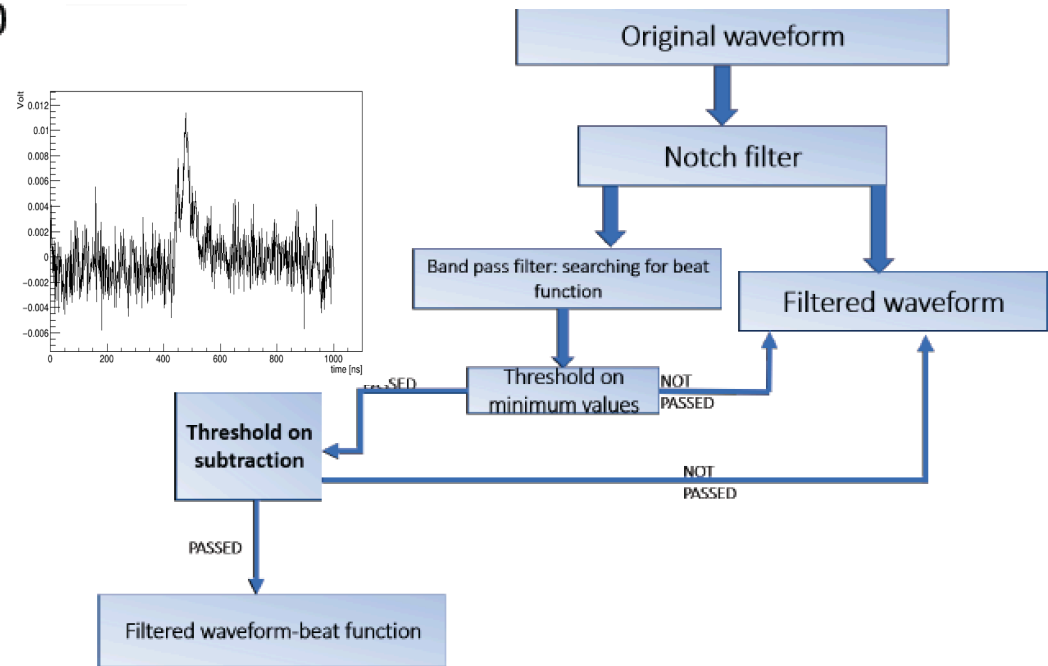 Original waveform
Notch filter
Band pass filter: searching for beat
function
Filtered waveform
Threshold on
minimum values
NOT
PASSED
Threshold on
subtraction
NOT
PASSED
PASSED
Filtered waveform-beat function
Volt
0.012
0.01
0.008
0.006
0.004
0.002
0
−0.002
−0.004
−0.006
0 200 400 600 800 1000
time [ns]